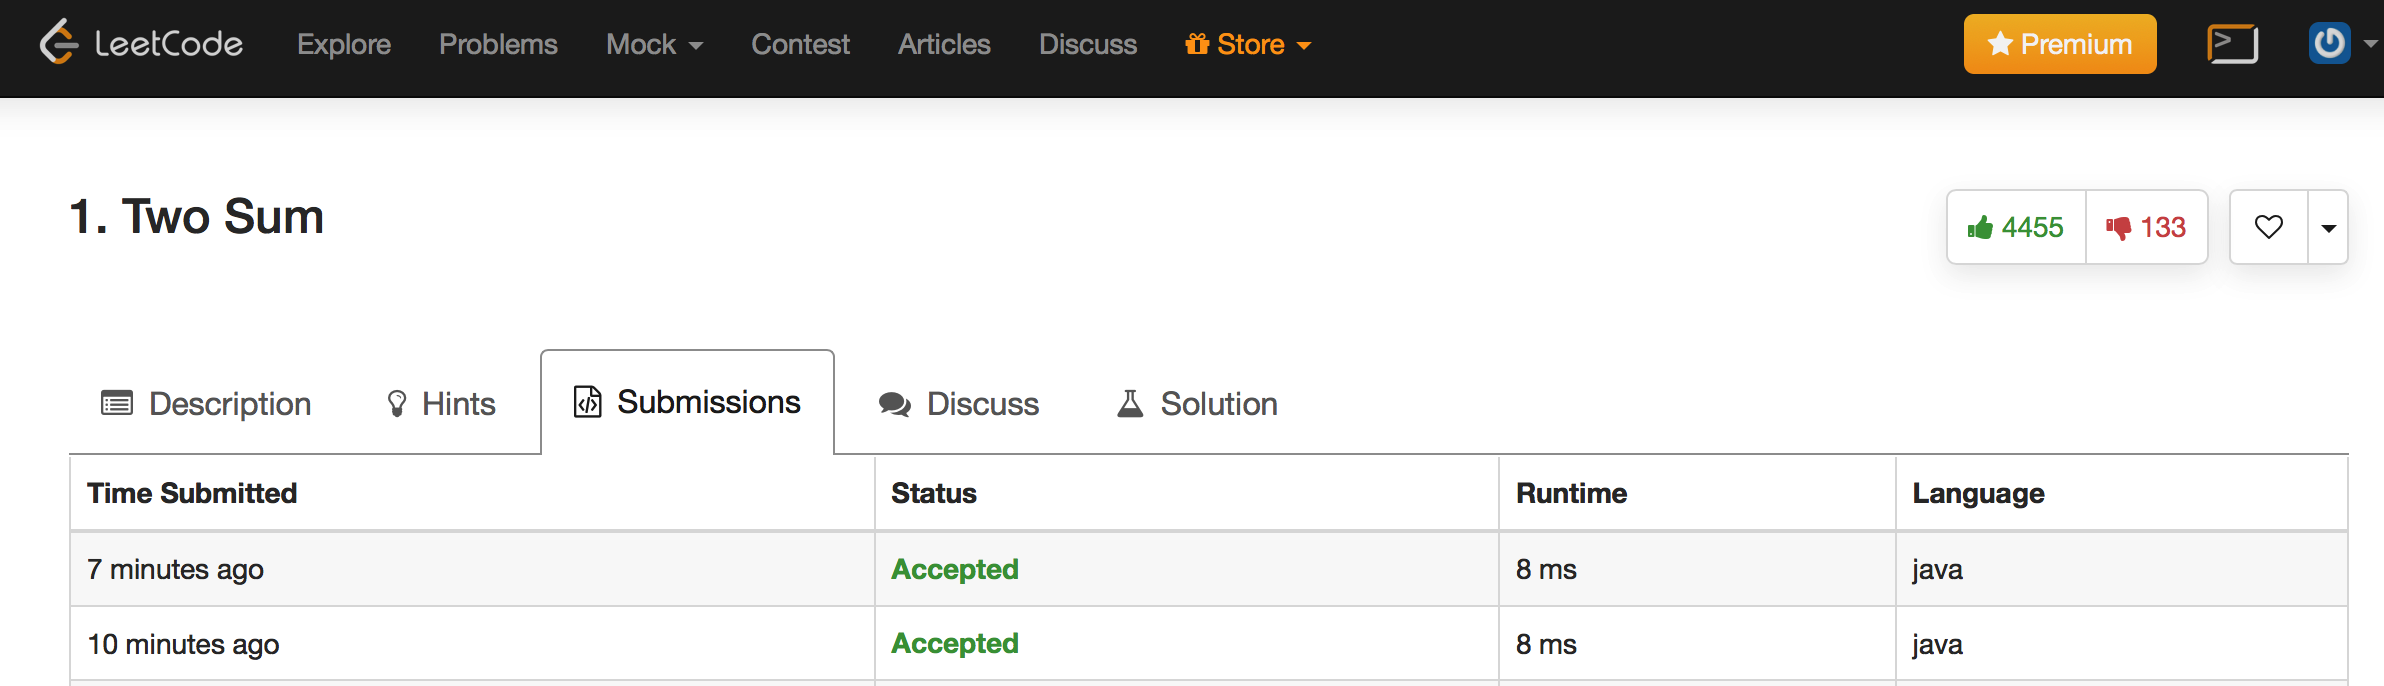 LeetCode Explore Problems Mock Contest Articles Discuss Store Premium
1. Two Sum
4455 133
Description Hints Submissions Discuss Solution
Time Submitted Status Runtime Language
7 minutes ago Accepted 8 ms java
10 minutes ago Accepted 8 ms java